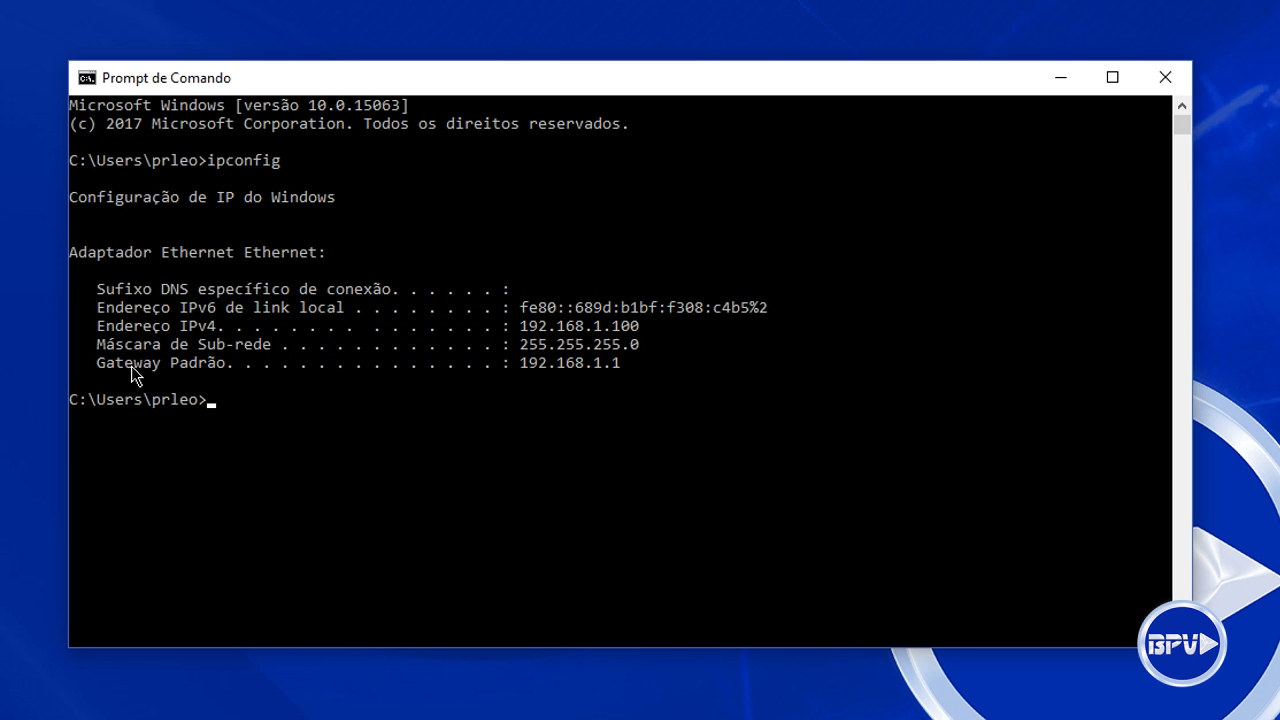 Prompt de Comando
Microsoft Windows [versão 10.0.15063]
(c) 2017 Microsoft Corporation. Todos os direitos reservados.
C:\Users\prleo>ipconfig
Configuração de IP do Windows
Adaptador Ethernet Ethernet:
Sufixo DNS específico de conexão. . . . . . :
Endereço IPv6 de link local . . . . . . . . : fe80::689d:b1bf:f308:c4b5%2
Endereço IPv4. . . . . . . . . . . . . . . : 192.168.1.100
Máscara de Sub-rede . . . . . . . . . . . . : 255.255.255.0
Gateway Padrão. . . . . . . . . . . . . . . : 192.168.1.1
C:\Users\prleo>
BPV